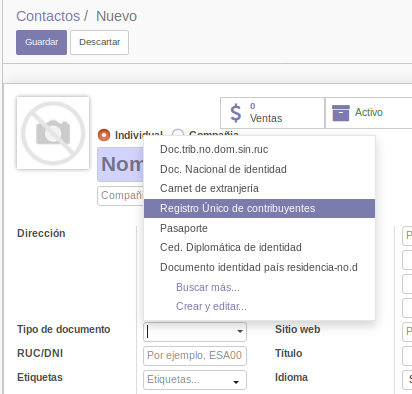 Contactos / Nuevo
Guardar Descartar
0
Ventas
Activo
Individual Compañia
Nom
Compañi
Doc.trib.no.dom.sin.ruc
Doc. Nacional de identidad
Carnet de extranjería
Registro Único de contribuyentes
Pasaporte
Ced. Diplomática de identidad
Documento identidad país residencia-no.d
Buscar más...
Crear y editar...
Dirección
Tipo de documento
Sitio web
RUC/DNI
Por ejemplo, ESA00
Título
Etiquetas
Etiquetas...
Idioma